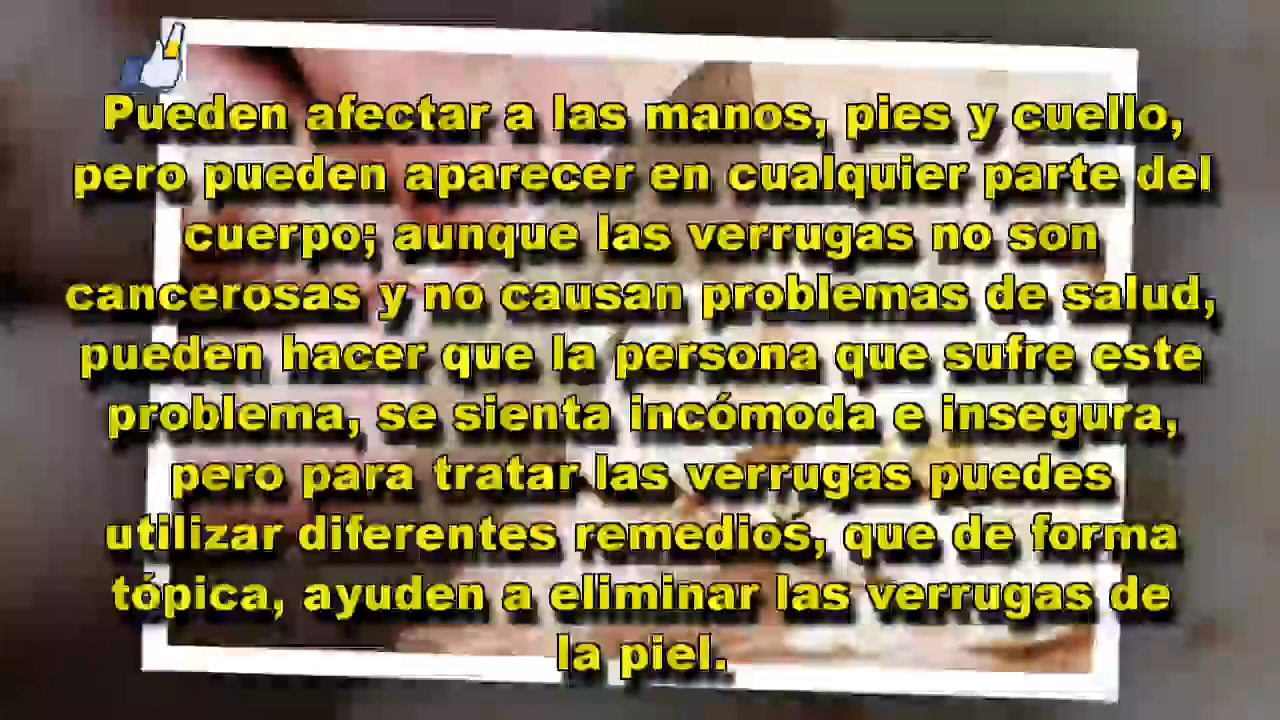 Pueden afectar a las manos, pies y cuello,
pero pueden aparecer en cualquier parte del
cuerpo; aunque las verrugas no son
cancerosas y no causan problemas de salud,
pueden hacer que la persona que sufre este
problema, se sienta incómoda e insegura,
pero para tratar las verrugas puedes
utilizar diferentes remedios, que de forma
tópica, ayuden a eliminar las verrugas de
la piel.